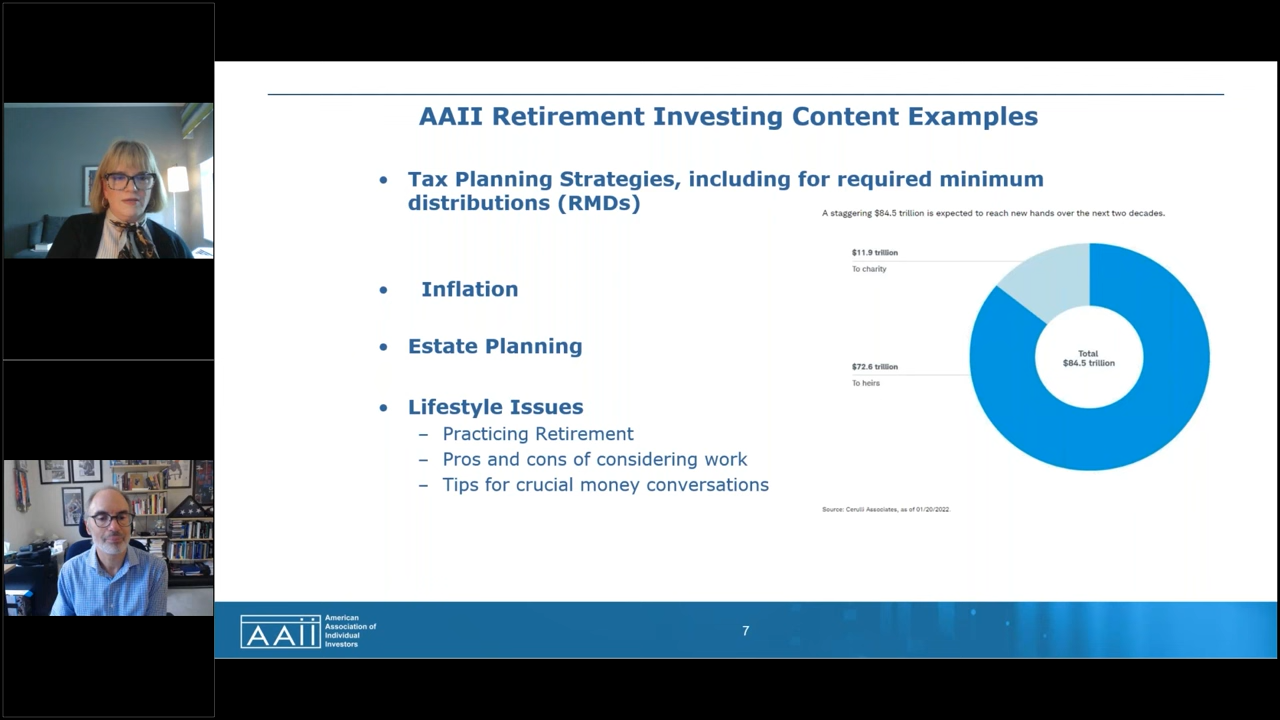 AAII Retirement Investing Content Examples
• Tax Planning Strategies, including for required minimum
distributions (RMDs)
• Inflation
• Estate Planning
• Lifestyle Issues
– Practicing Retirement
– Pros and cons of considering work
– Tips for crucial money conversations
A staggering $84.5 trillion is expected to reach new hands over the next two decades.
$11.9 trillion
To charity
$72.6 trillion
To heirs
Total
$84.5 trillion
Source: Cerulli Associates, as of 01/20/2022.
AAii
American
Association of
Individual
Investors
7